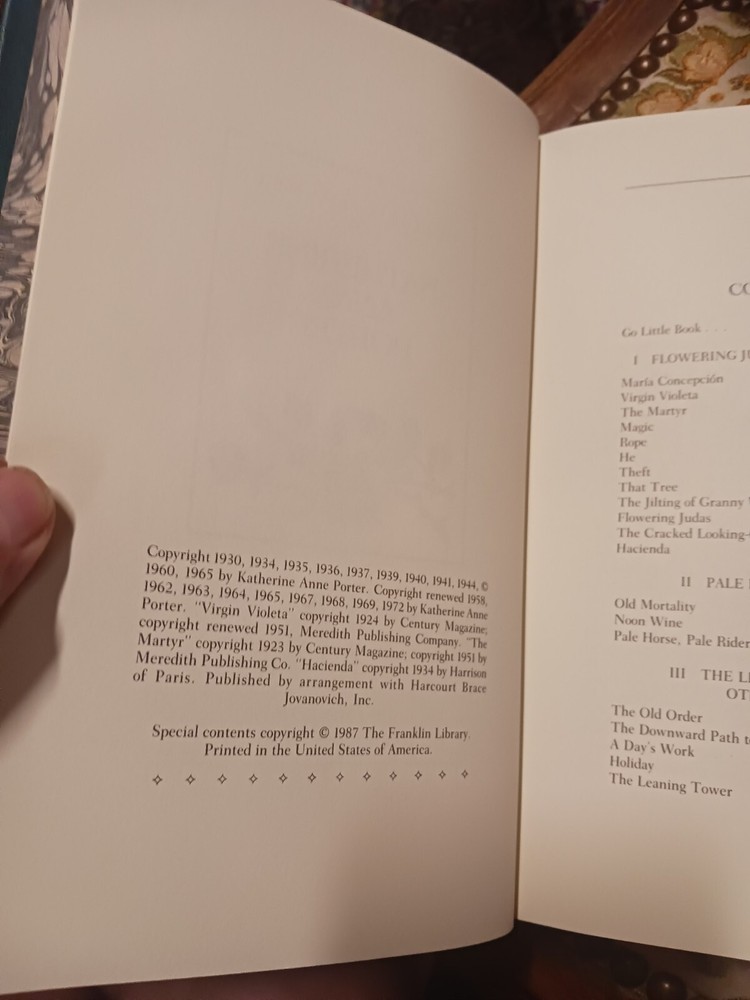 Copyright 1930, 1934, 1935, 1936, 1937, 1939, 1940, 1941, 1944, ©
1960, 1965 by Katherine Anne Porter. Copyright renewed 1958,
1962, 1963, 1964, 1965, 1967, 1968, 1969, 1972 by Katherine Anne
Porter. "Virgin Violeta" copyright 1924 by Century Magazine;
copyright renewed 1951, Meredith Publishing Company. "The
Martyr" copyright 1923 by Century Magazine; copyright 1951 by
Meredith Publishing Co. "Hacienda" copyright 1934 by Harrison
of Paris. Published by arrangement with Harcourt Brace
Jovanovich, Inc.
Special contents copyright © 1987 The Franklin Library.
Printed in the United States of America.
CO
Go Little Book . . .
I FLOWERING JU
María Concepción
Virgin Violeta
The Martyr
Magic
Rope
He
Theft
That Tree
The Jilting of Granny W
Flowering Judas
The Cracked Looking-
Hacienda
II PALE
Old Mortality
Noon Wine
Pale Horse, Pale Rider
III THE LE
OT
The Old Order
The Downward Path to
A Day's Work
Holiday
The Leaning Tower